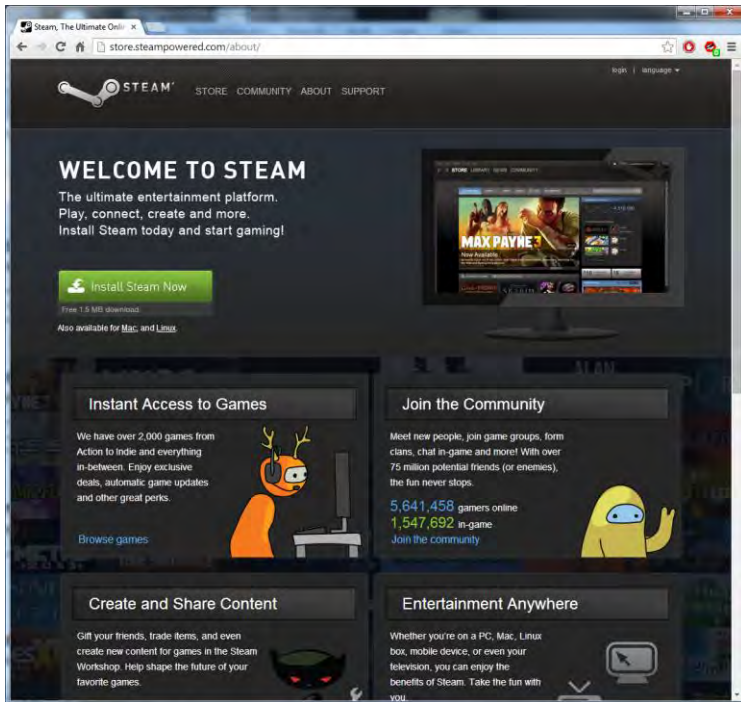 Steam, The Ultimate Onlin
store.steampowered.com/about/
login | language
STEAM
STORE COMMUNITY ABOUT SUPPORT
WELCOME TO STEAM
The ultimate entertainment platform.
Play, connect, create and more.
Install Steam today and start gaming!
STORE LIBRARY NEWS COMMUNITY
MAX PAYNE 3
Now Available
Install Steam Now
Free 1.5 MB download.
Also available for Mac, and Linux.
Instant Access to Games
We have over 2,000 games from
Action to Indie and everything
in-between. Enjoy exclusive
deals, automatic game updates
and other great perks.
Browse games
Join the Community
Meet new people, join game groups, form
clans, chat in-game and more! With over
75 million potential friends (or enemies),
the fun never stops.
5,641,458 gamers online
1,547,692 in-game
Join the community
Create and Share Content
Gift your friends, trade items, and even
create new content for games in the Steam
Workshop. Help shape the future of your
favorite games.
Entertainment Anywhere
Whether you're on a PC, Mac, Linux
box, mobile device, or even your
television, you can enjoy the
benefits of Steam. Take the fun with
you.